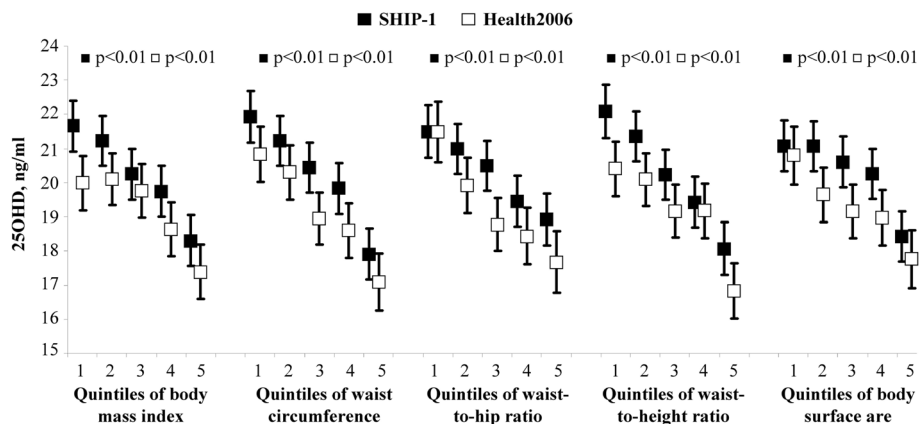 ■ SHIP-1 □ Health2006
25OHD, ng/ml
24
23
22
21
20
19
18
17
16
15
■ p<0.01 □ p<0.01
1 2 3 4 5
Quintiles of body
mass index
■ p<0.01 □ p<0.01
1 2 3 4 5
Quintiles of waist
circumference
■ p<0.01 □ p<0.01
1 2 3 4 5
Quintiles of waist-
to-hip ratio
■ p<0.01 □ p<0.01
1 2 3 4 5
Quintiles of waist-
to-height ratio
■ p<0.01 □ p<0.01
1 2 3 4 5
Quintiles of body
surface are